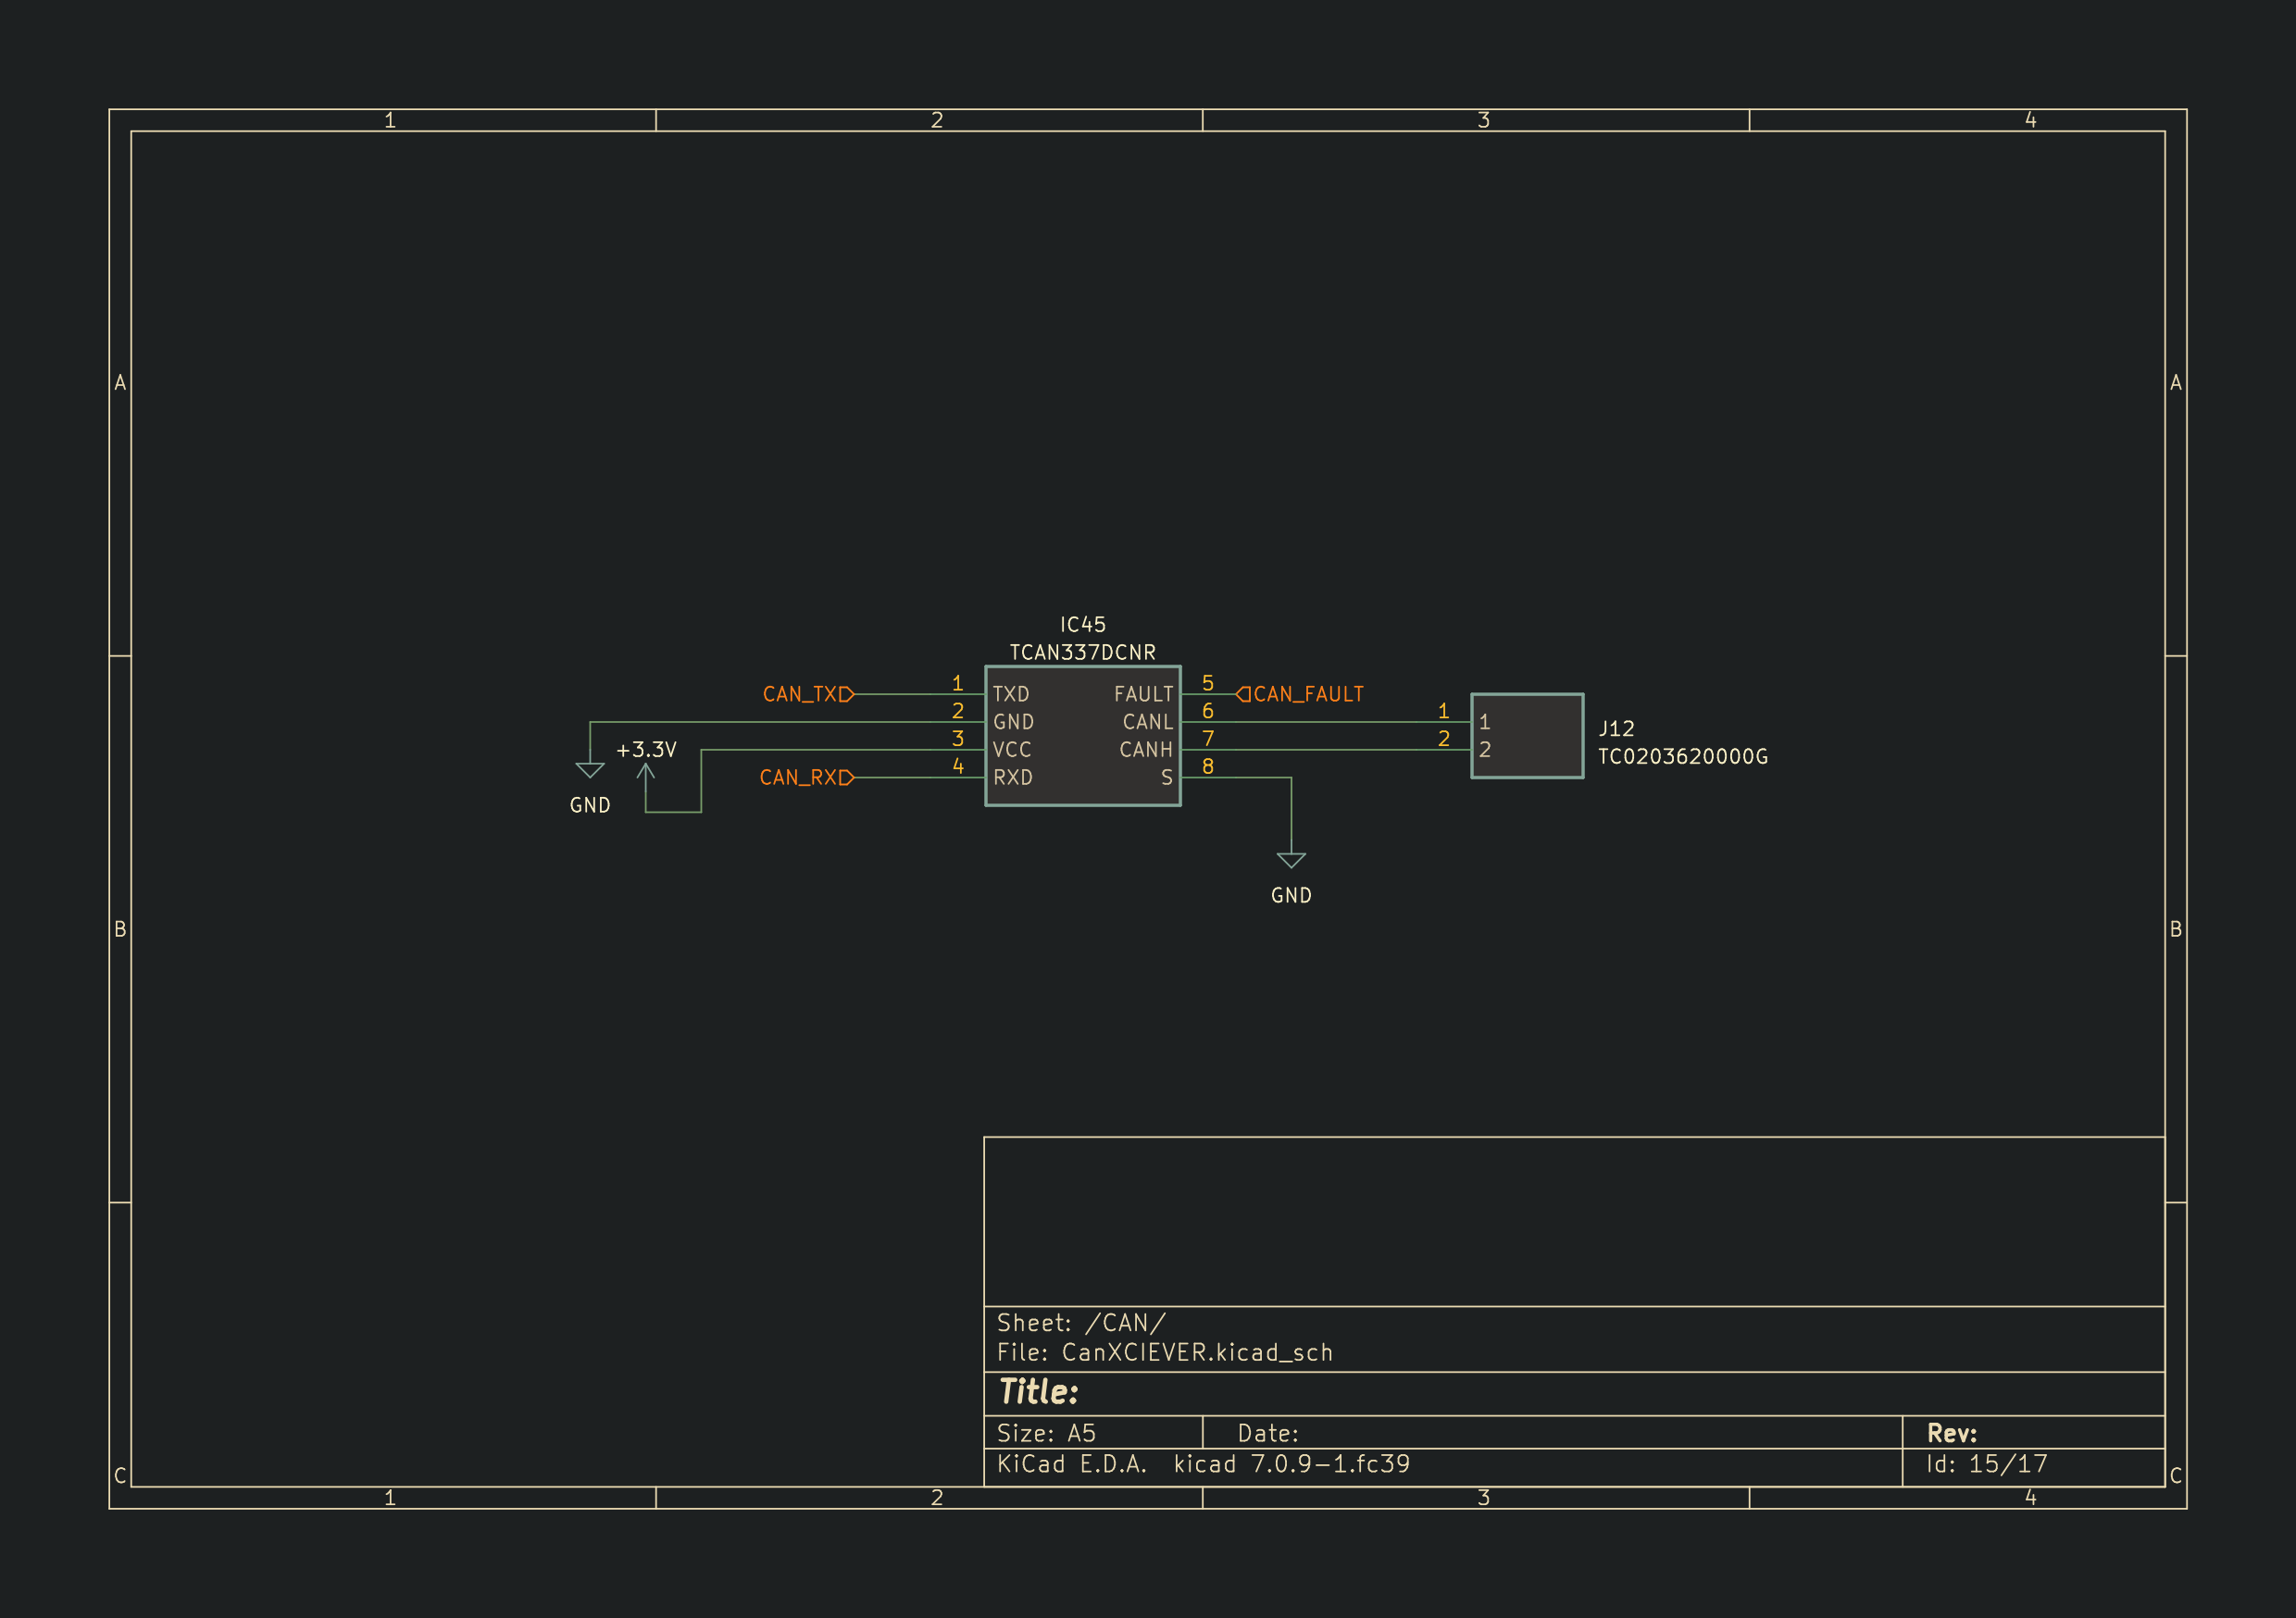 1 2 3 4
A A
IC45
TCAN337DCNR
CAN_TX 1 TXD FAULT 5 CAN_FAULT
2 GND CANL 6 1 1
J12
+3.3V 3 VCC CANH 7 2 2
TC0203620000G
CAN_RX 4 RXD S 8
GND
GND
B B
Sheet: /CAN/
File: CanXCIEVER.kicad_sch
Title:
Size: A5 Date: Rev:
KiCad E.D.A. kicad 7.0.9-1.fc39 Id: 15/17
C C
1 2 3 4